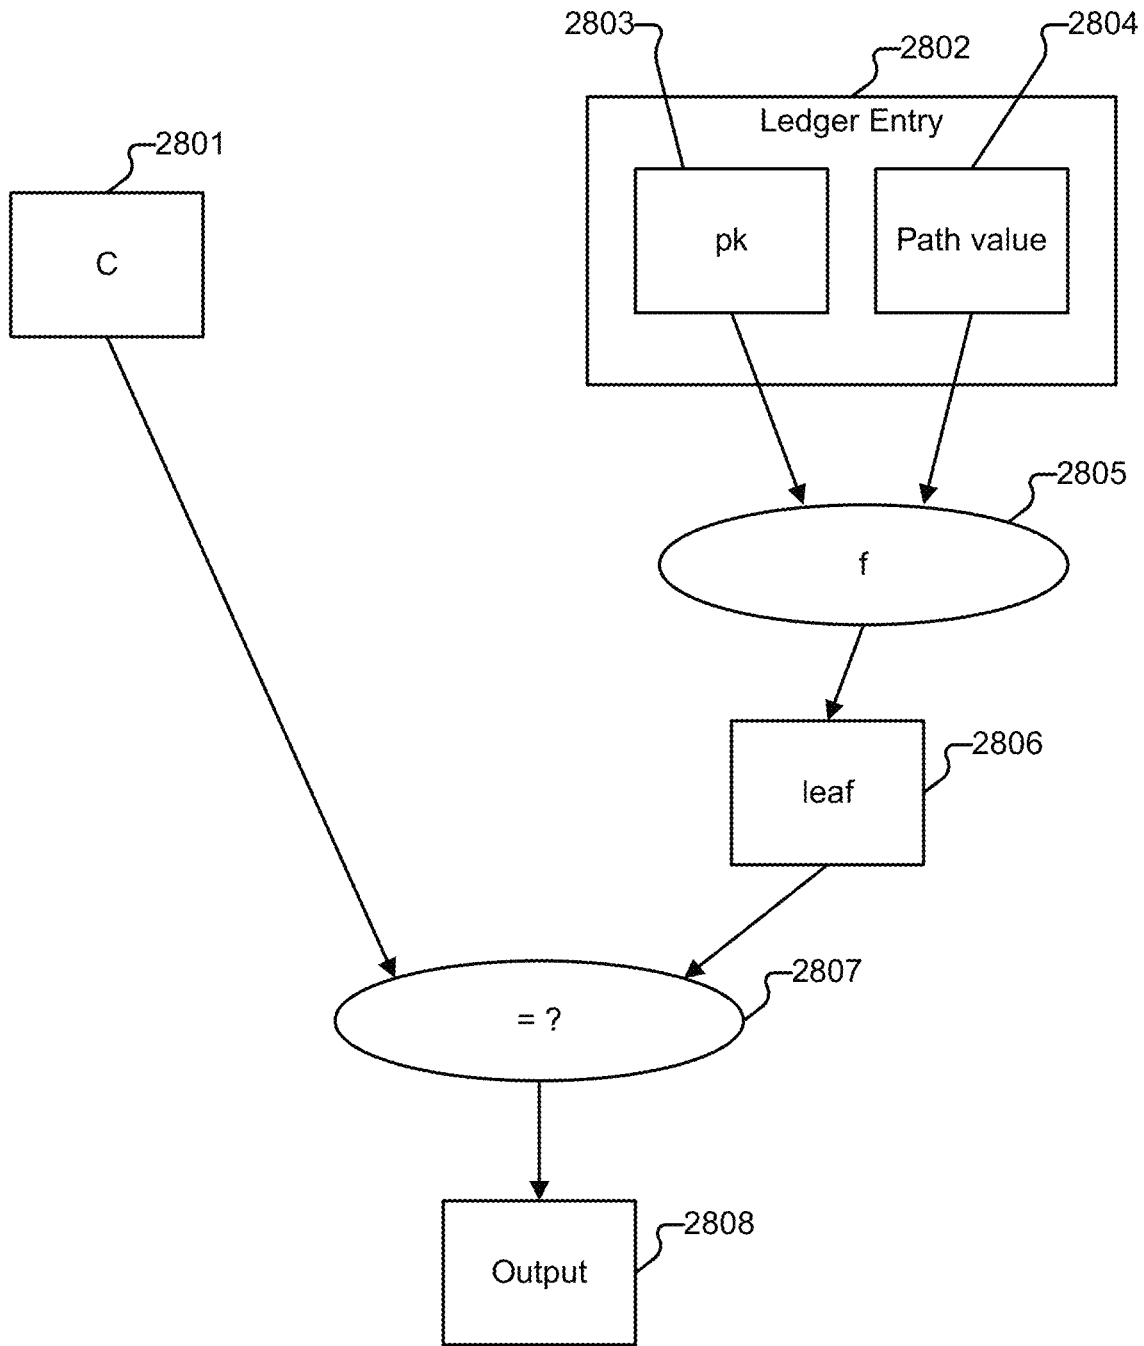 2803
2804
2802
Ledger Entry
2801
pk
Path value
C
2805
f
2806
leaf
2807
= ?
2808
Output